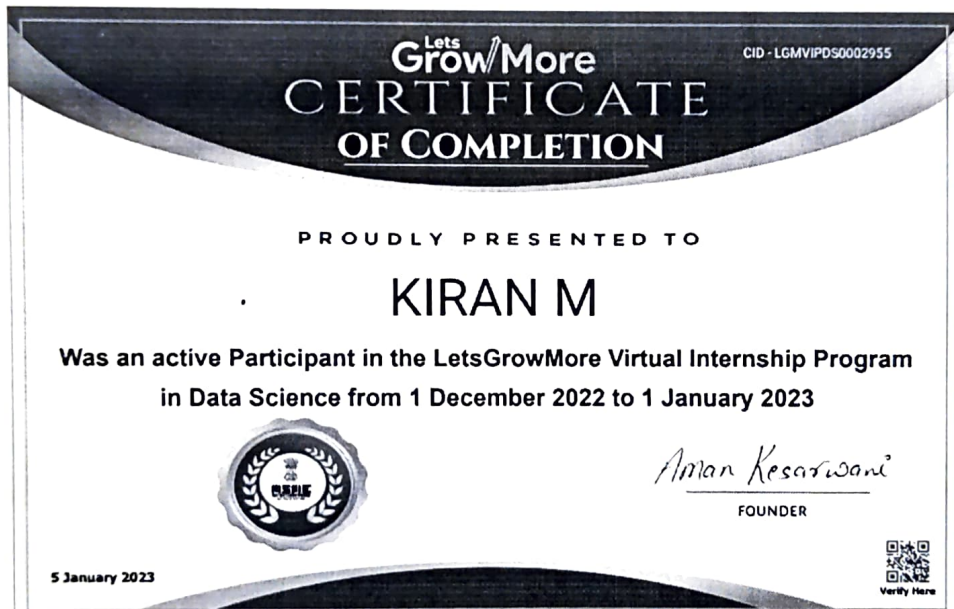 Lets
GrowMore
CID - LGMVIPDS0002955
CERTIFICATE
OF COMPLETION
PROUDLY PRESENTED TO
KIRAN M
Was an active Participant in the LetsGrowMore Virtual Internship Program
in Data Science from 1 December 2022 to 1 January 2023
Aman Kesarwani
FOUNDER
5 January 2023
Verify Here